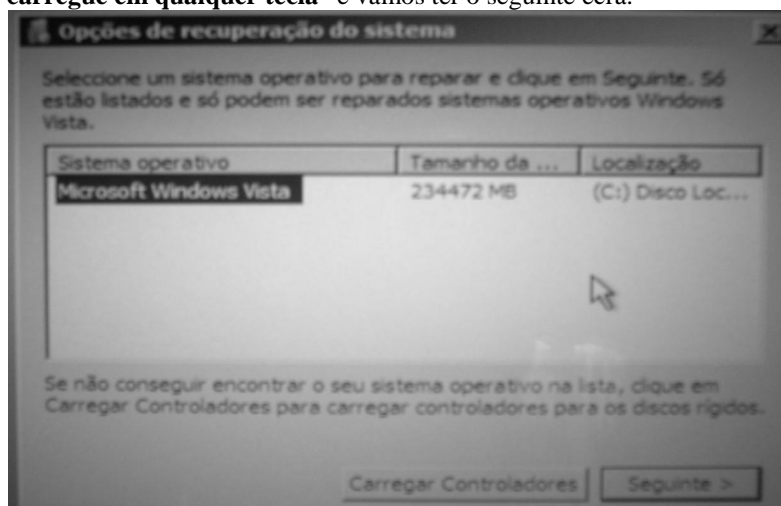 carregue em qualquer tecla" e vamos ter o seguinte ecrã:
Opções de recuperação do sistema
Seleccione um sistema operativo para reparar e clique em Seguinte. Só
estão listados e só podem ser reparados sistemas operativos Windows
Vista.
Sistema operativo Tamanho da ... Localização
Microsoft Windows Vista 234472 MB (C:) Disco Loc...
Se não conseguir encontrar o seu sistema operativo na lista, clique em
Carregar Controladores para carregar controladores para os discos rígidos.
Carregar Controladores Seguinte >